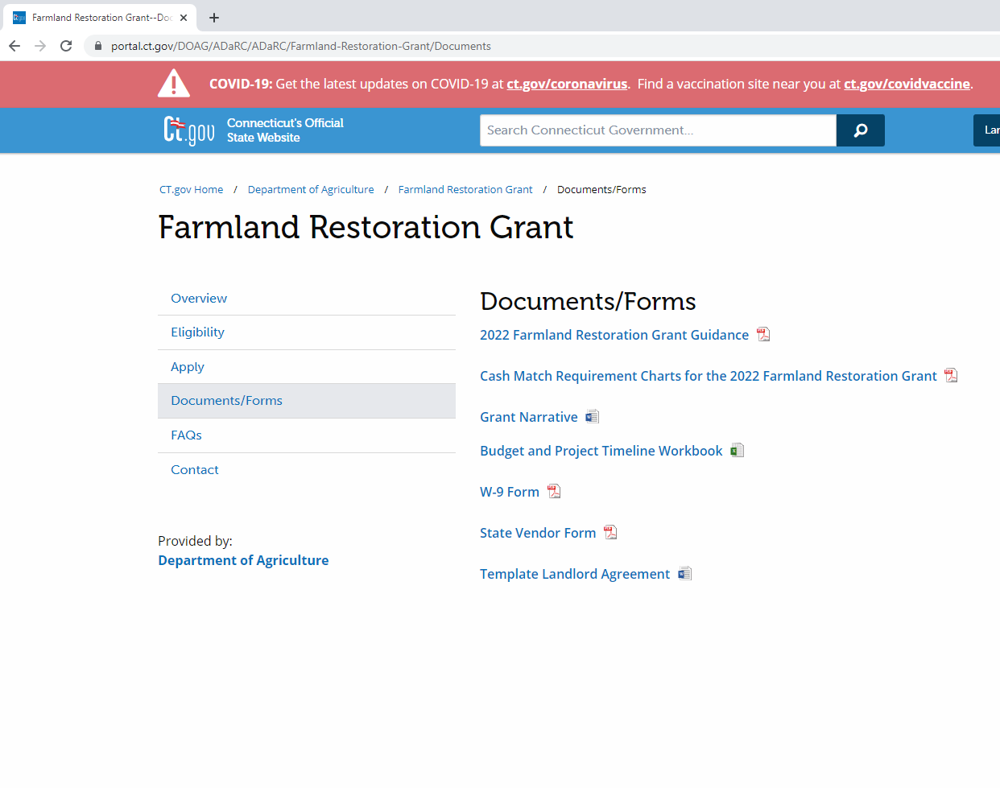 Farmland Restoration Grant--Doc
portal.ct.gov/DOAG/ADaRC/ADaRC/Farmland-Restoration-Grant/Documents
COVID-19: Get the latest updates on COVID-19 at ct.gov/coronavirus. Find a vaccination site near you at ct.gov/covidvaccine.
Ct.gov
Connecticut's Official
State Website
Search Connecticut Government...
Lan
CT.gov Home / Department of Agriculture / Farmland Restoration Grant / Documents/Forms
Farmland Restoration Grant
Overview
Eligibility
Apply
Documents/Forms
FAQs
Contact
Provided by:
Department of Agriculture
Documents/Forms
2022 Farmland Restoration Grant Guidance
Cash Match Requirement Charts for the 2022 Farmland Restoration Grant
Grant Narrative
Budget and Project Timeline Workbook
W-9 Form
State Vendor Form
Template Landlord Agreement